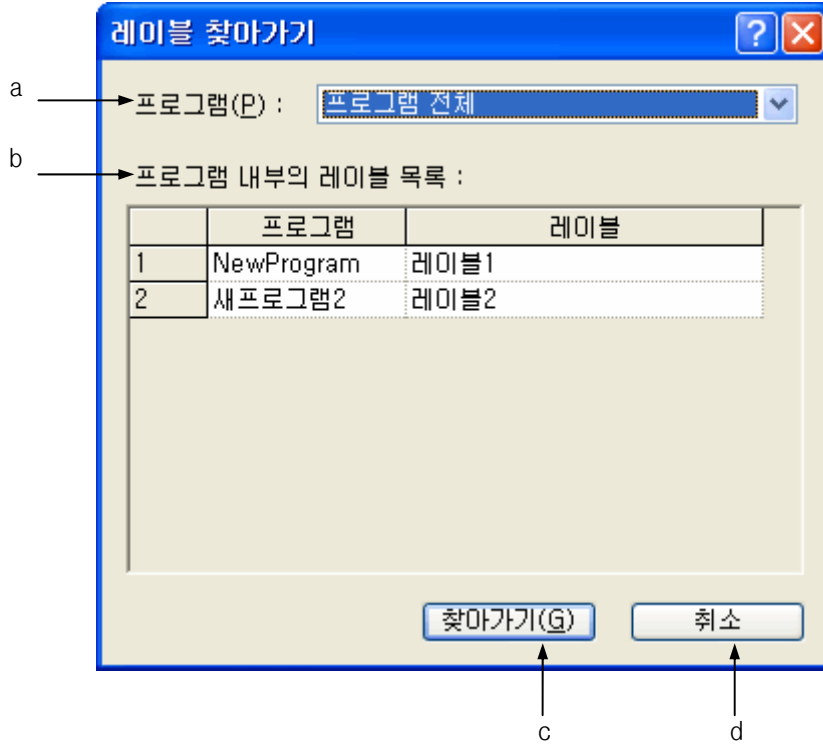 레이블 찾아가기
a
프로그램(P) : 프로그램 전체
b
프로그램 내부의 레이블 목록 :
프로그램 레이블
1 NewProgram 레이블1
2 새프로그램2 레이블2
찾아가기(G) 취소
c d